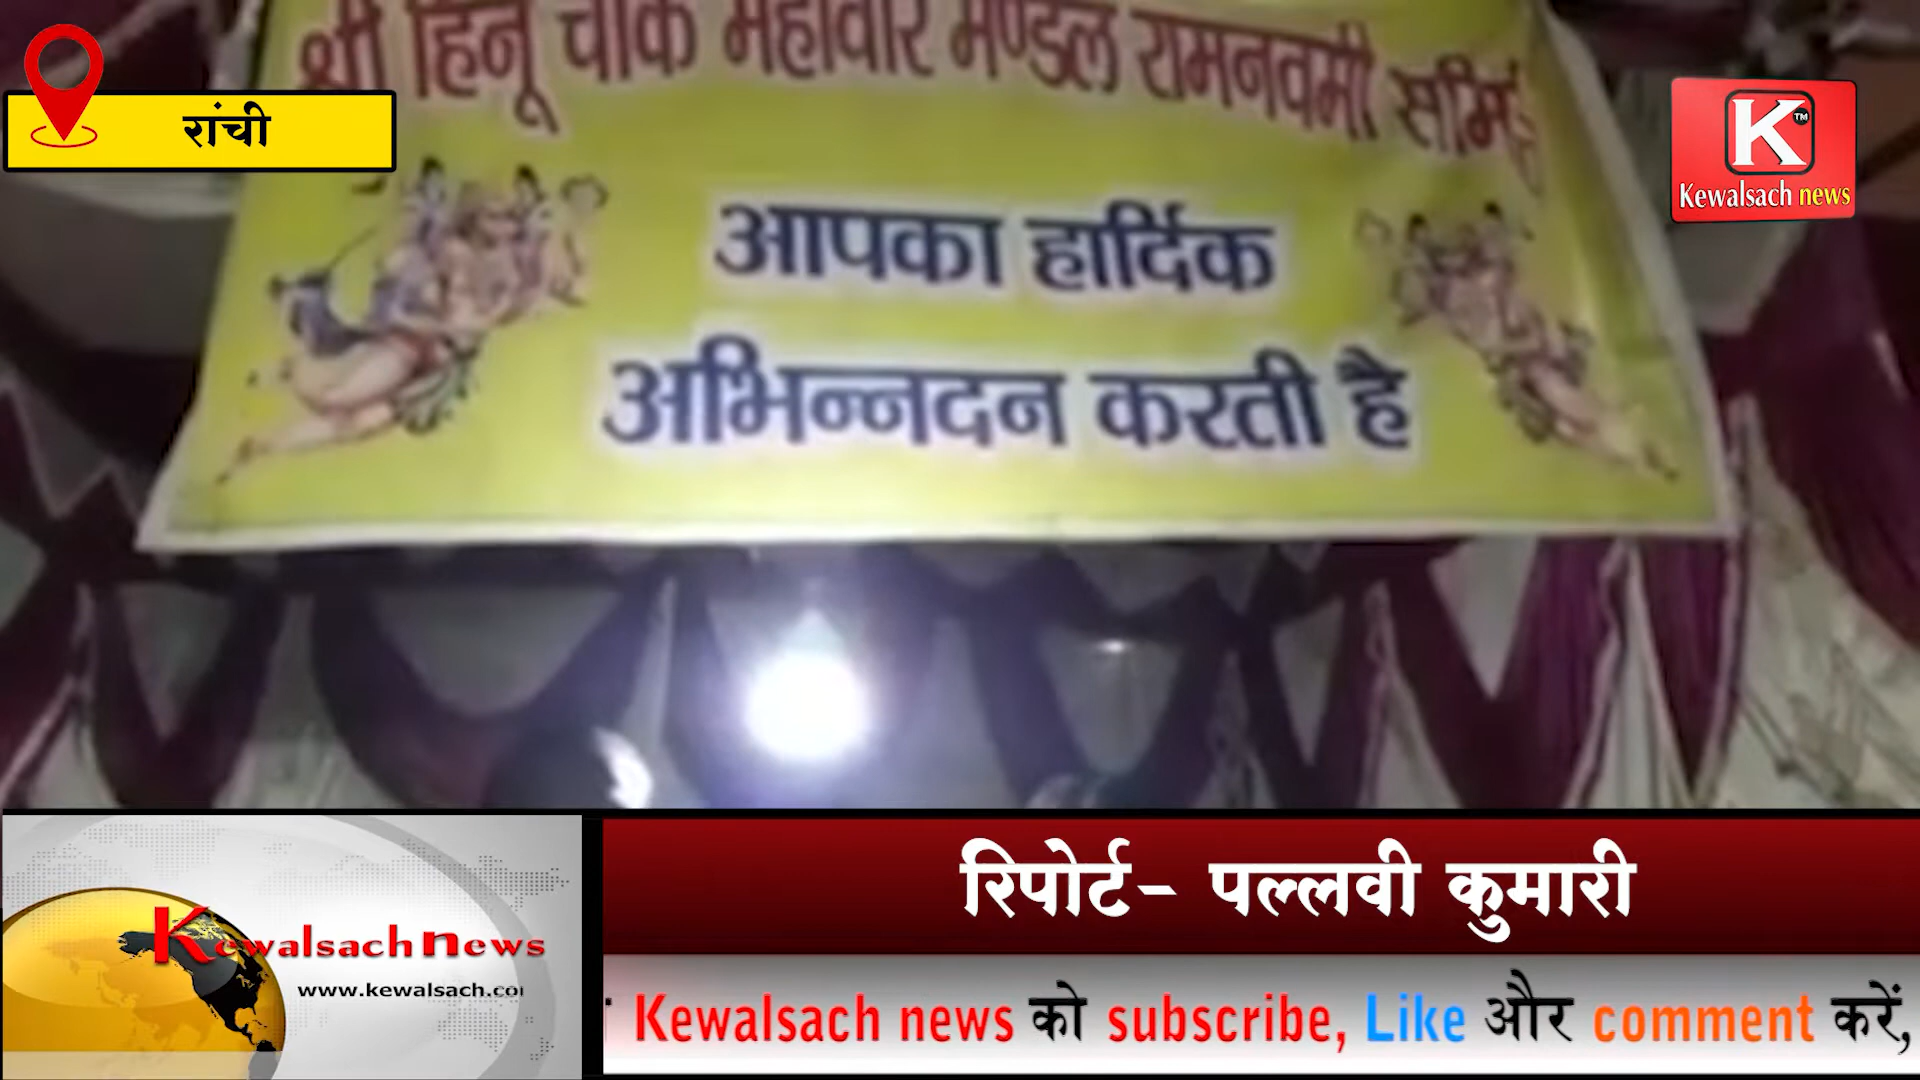 श्री हिनू चौक महावीर मण्डल रामनवमी
रांची
K™
Kewalsach news
आपका हार्दिक
अभिन्नदन करती है
रिपोर्ट- पल्लवी कुमारी
Kewalsach news
www.kewalsach.co
Kewalsach news को subscribe, Like और comment करें,